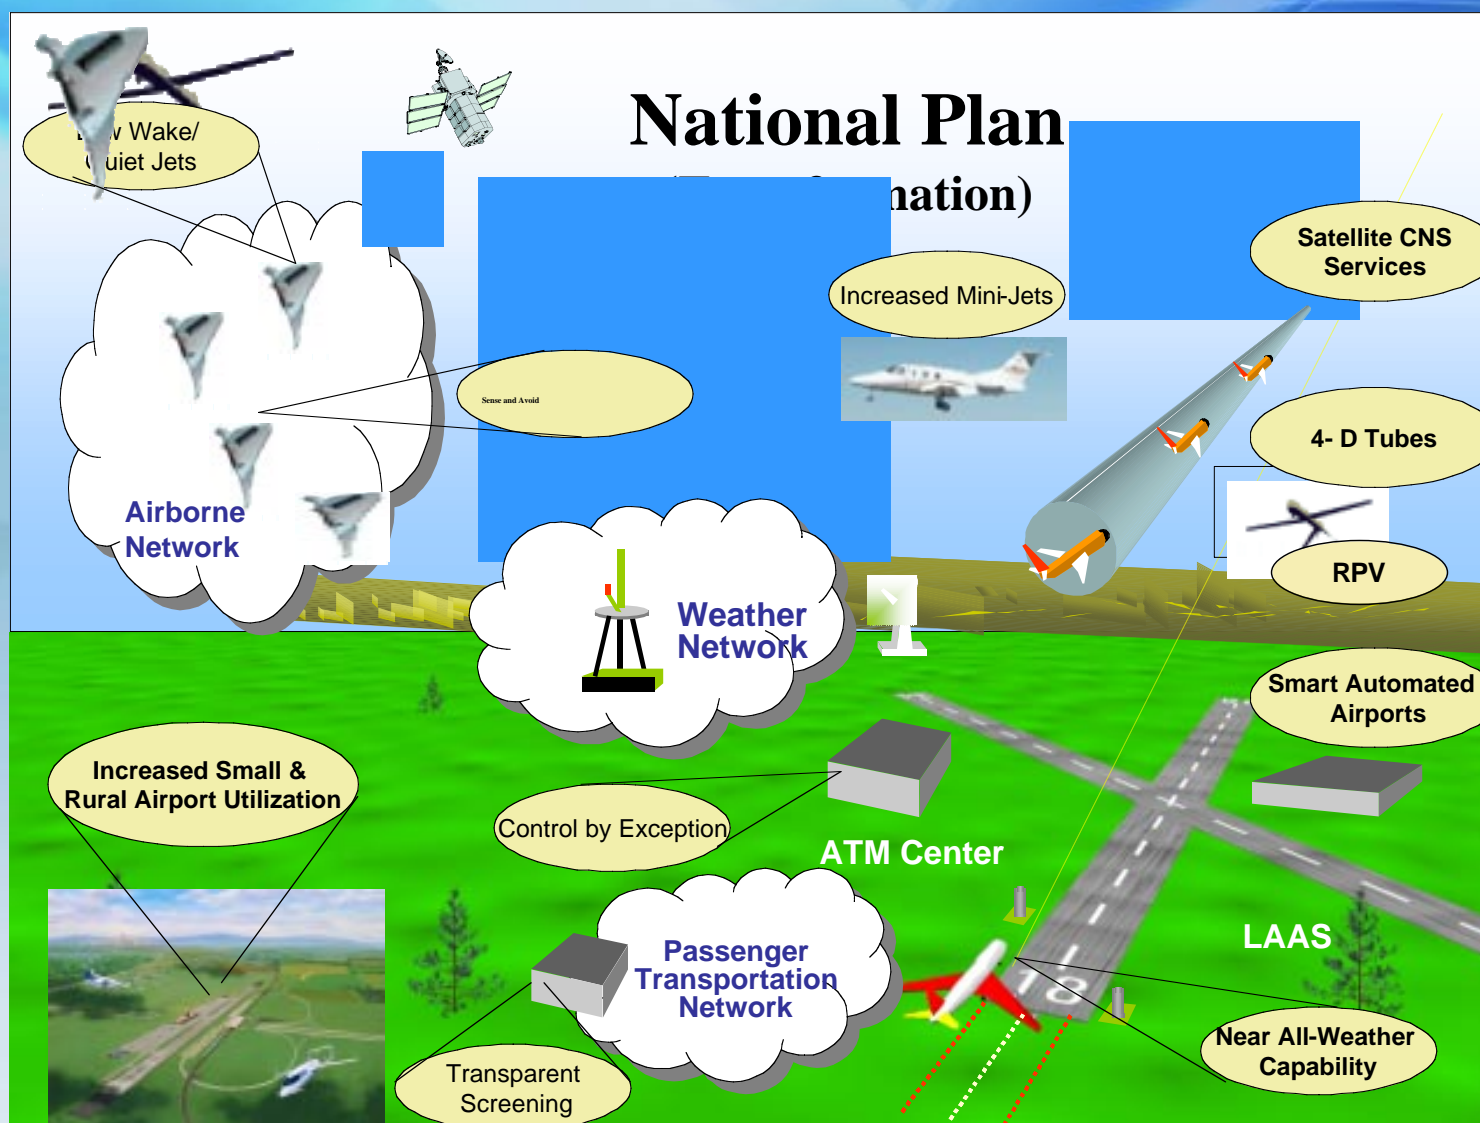 National Plan
mation)
Wake/
uiet Jets
Satellite CNS
Services
Increased Mini-Jets
Sense and Avoid
4- D Tubes
Airborne
Network
RPV
Weather
Network
Smart Automated
Airports
Increased Small &
Rural Airport Utilization
Control by Exception
ATM Center
LAAS
Passenger
Transportation
Network
18
Near All-Weather
Capability
Transparent
Screening